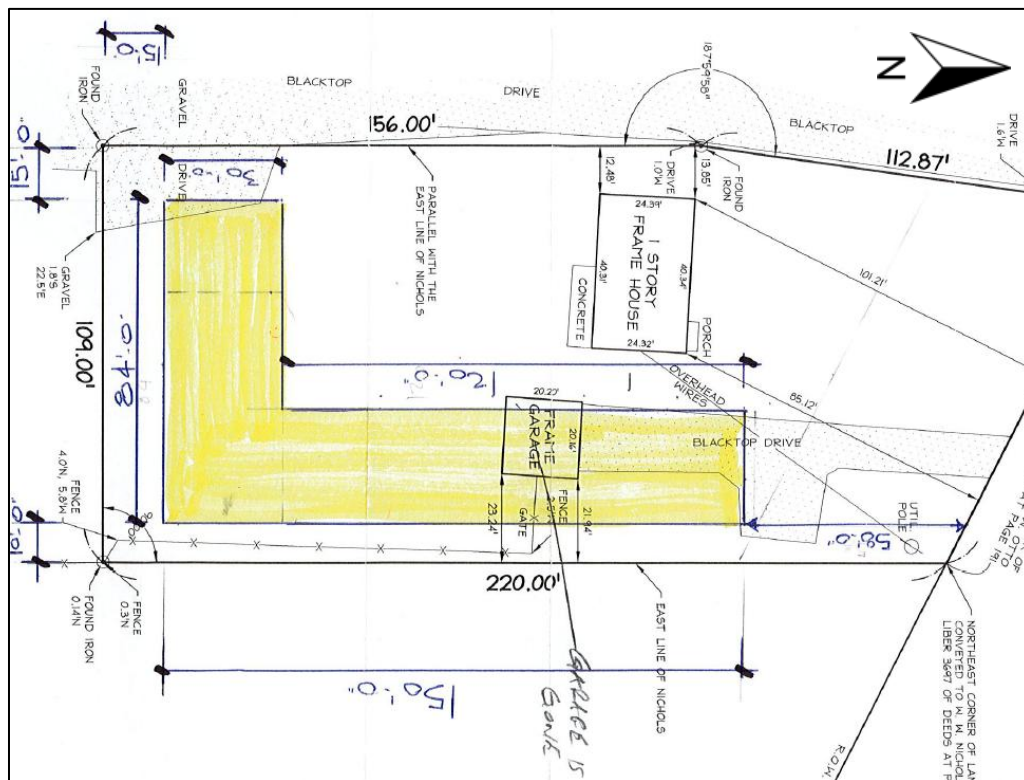 15'-0"
FOUND
IRON
GRAVEL
BLACKTOP
DRIVE
187°59'58"
BLACKTOP
N
DRIVE
1.6'W
156.00'
112.87'
15'-0"
30'-0"
DRIVE
PARALLEL WITH THE
EAST LINE OF NICHOLS
12.48'
DRIVE
1.0'W
13.85'
FOUND
IRON
24.39'
1 STORY
FRAME HOUSE
40.31'
40.34'
24.32'
CONCRETE
PORCH
101.21'
GRAVEL
1.8'S
22.5'E
109.00'
84'-0"
120'-0"
OVERHEAD
WIRES
85.12'
20.27'
FRAME
GARAGE
20.16'
BLACKTOP DRIVE
FENCE
4.0'N, 5.8'W
10'-0"
23.24'
GATE
FENCE
21.94'
58'-0"
UTIL.
POLE
PAGE 191
220.00'
FOUND IRON
0.14'N
FENCE
0.3'N
EAST LINE OF NICHOLS
150'-0"
GARAGE IS
GONE
NORTHEAST CORNER OF LAN
CONVEYED TO W. W. NICHOL
LIBER 3697 OF DEEDS AT P
R.O.W.